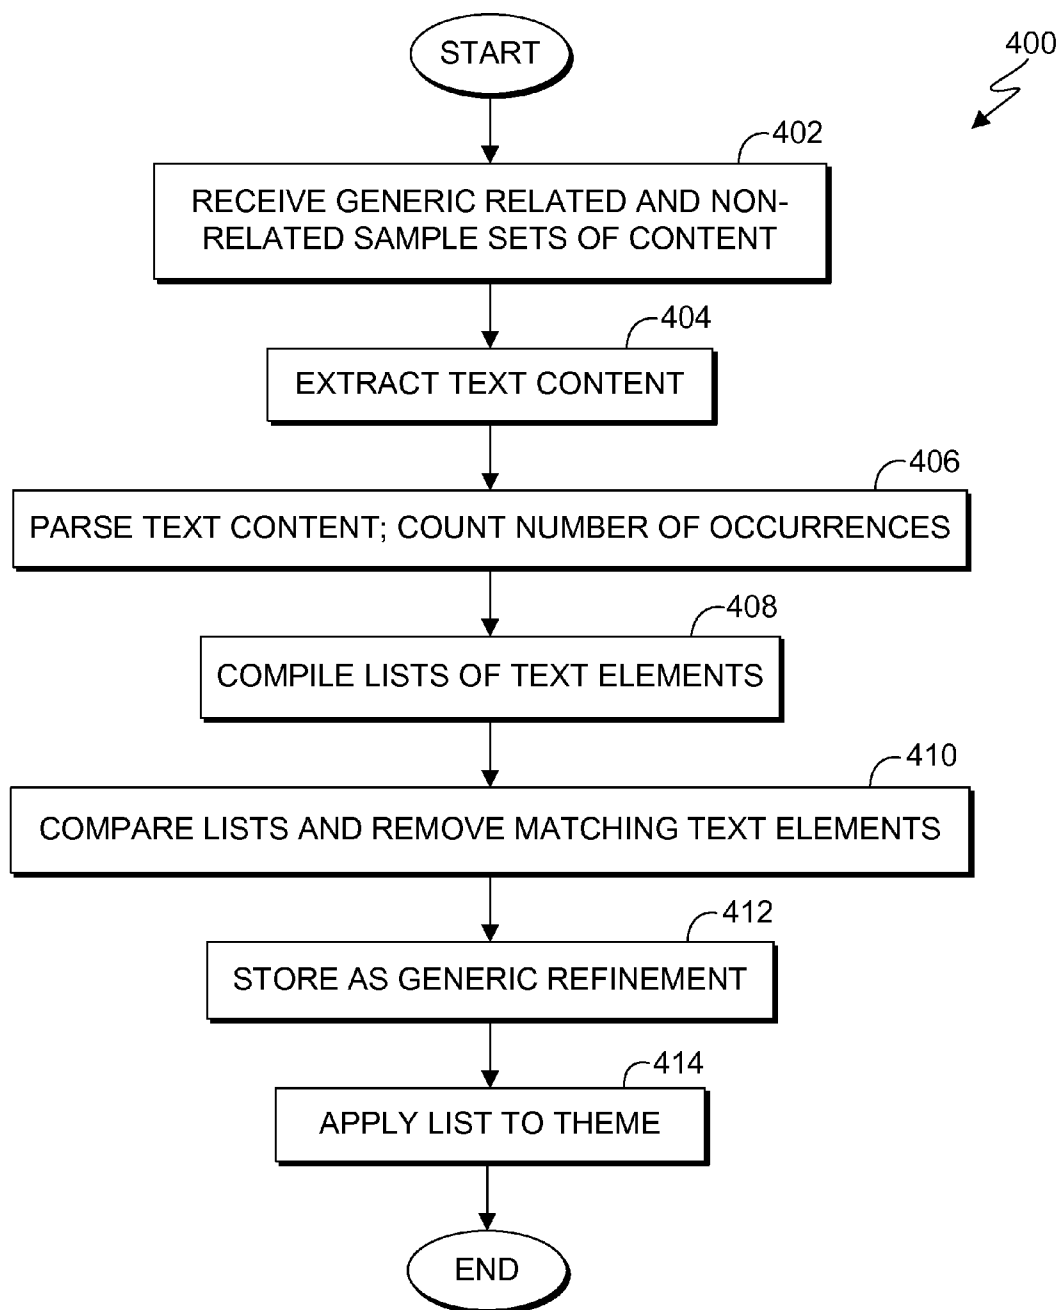 START
400
402
RECEIVE GENERIC RELATED AND NON-
RELATED SAMPLE SETS OF CONTENT
404
EXTRACT TEXT CONTENT
406
PARSE TEXT CONTENT; COUNT NUMBER OF OCCURRENCES
408
COMPILE LISTS OF TEXT ELEMENTS
410
COMPARE LISTS AND REMOVE MATCHING TEXT ELEMENTS
412
STORE AS GENERIC REFINEMENT
414
APPLY LIST TO THEME
END